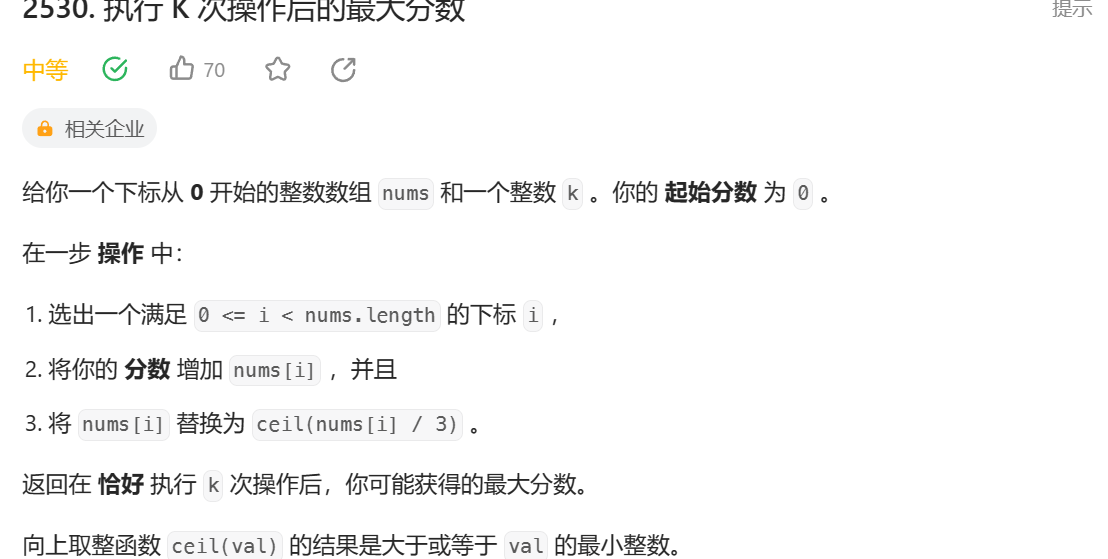 2530. 执行 K 次操作后的最大分数
提示
中等
70
相关企业
给你一个下标从 0 开始的整数数组 nums 和一个整数 k 。你的 起始分数 为 0 。
在一步 操作 中：
1. 选出一个满足 0 <= i < nums.length 的下标 i ，
2. 将你的 分数 增加 nums[i] ，并且
3. 将 nums[i] 替换为 ceil(nums[i] / 3) 。
返回在 恰好 执行 k 次操作后，你可能获得的最大分数。
向上取整函数 ceil(val) 的结果是大于或等于 val 的最小整数。